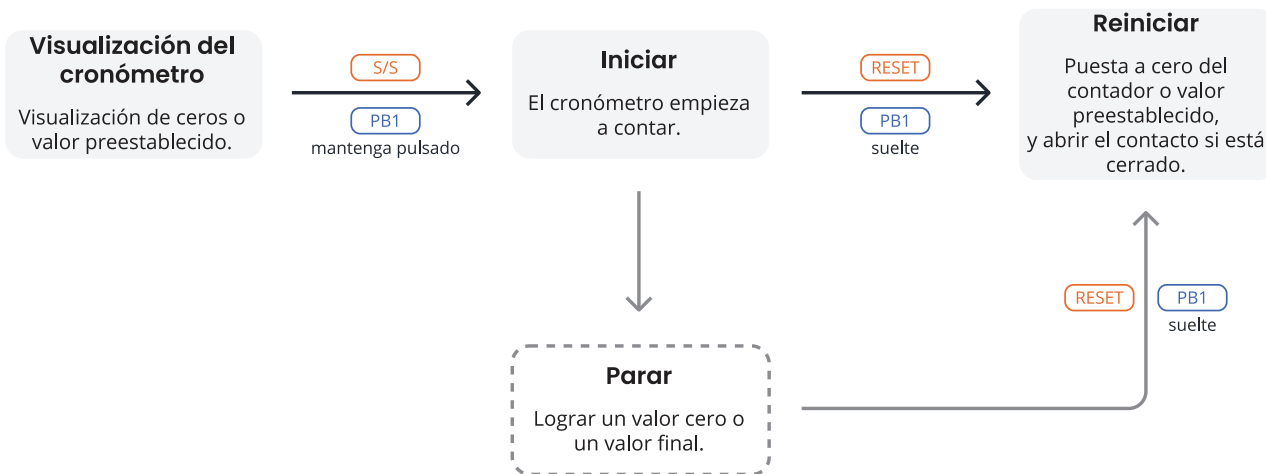 Visualización del
cronómetro
Visualización de ceros o
valor preestablecido.
S/S
PB1
mantenga pulsado
Iniciar
El cronómetro empieza
a contar.
RESET
PB1
suelte
Reiniciar
Puesta a cero del
contador o valor
preestablecido,
y abrir el contacto si está
cerrado.
RESET
PB1
suelte
Parar
Lograr un valor cero o
un valor final.